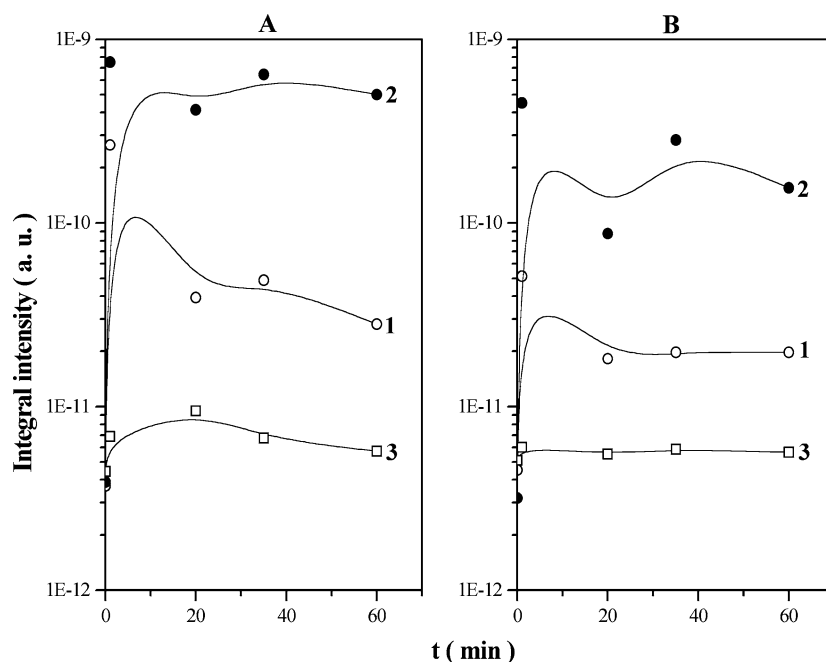 A
B
1E-9
1E-9
2
2
1E-10
1E-10
1
1
1E-11
1E-11
3
3
1E-12
1E-12
0
20
40
60
0
20
40
60
Integral intensity ( a. u. )
t ( min )